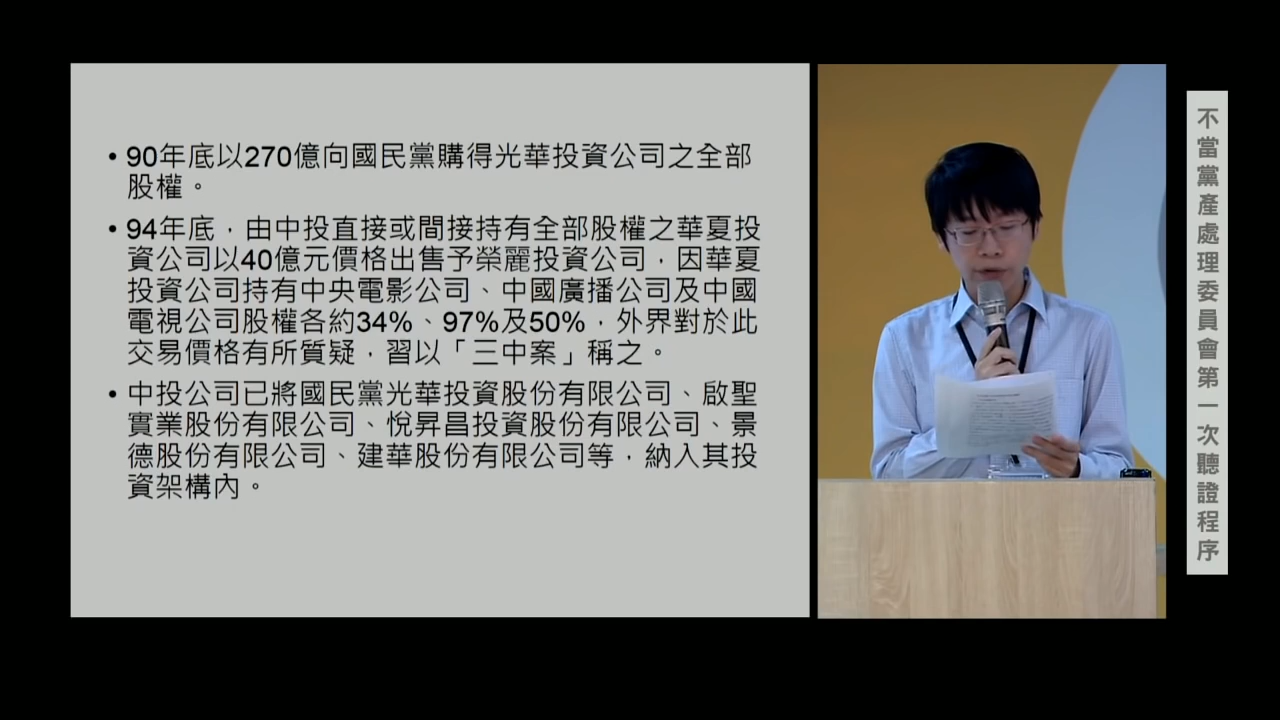 • 90年底以270億向國民黨購得光華投資公司之全部
股權。
• 94年底，由中投直接或間接持有全部股權之華夏投
資公司以40億元價格出售予榮麗投資公司，因華夏
投資公司持有中央電影公司、中國廣播公司及中國
電視公司股權各約34%、97%及50%，外界對於此
交易價格有所質疑，習以「三中案」稱之。
• 中投公司已將國民黨光華投資股份有限公司、啟聖
實業股份有限公司、悅昇昌投資股份有限公司、景
德股份有限公司、建華股份有限公司等，納入其投
資架構內。
不當黨產處理委員會第一次聽證程序